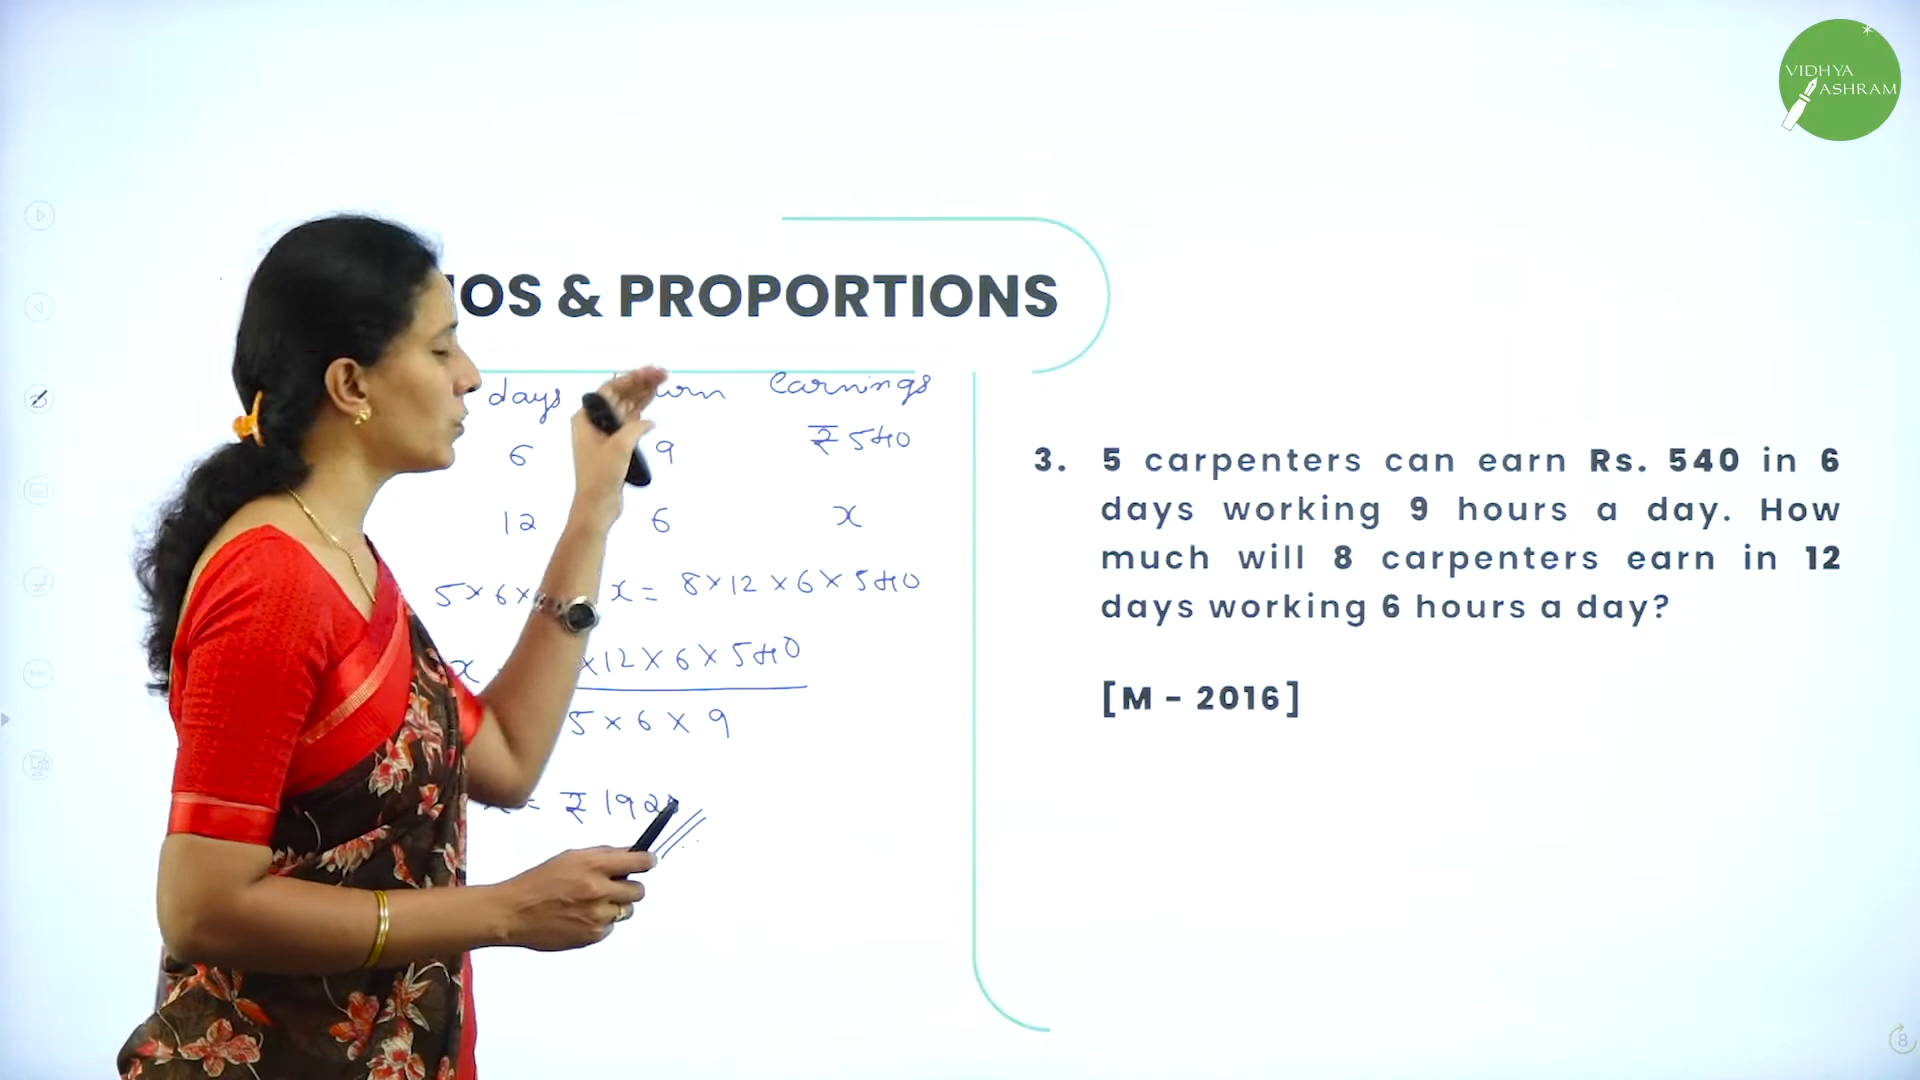 VIDHYA
ASHRAM
IOS & PROPORTIONS
days earnings
6 9 ₹540
12 6 x
5×6× x = 8×12×6×540
x ×12×6×540
5×6×9
= ₹192
3. 5 carpenters can earn Rs. 540 in 6
days working 9 hours a day. How
much will 8 carpenters earn in 12
days working 6 hours a day?
[M - 2016]
8